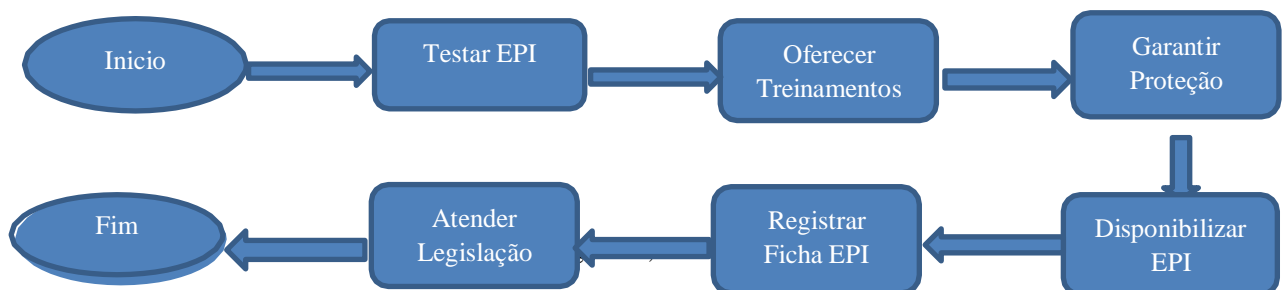 Inicio
Testar EPI
Oferecer
Treinamentos
Garantir
Proteção
Disponibilizar
EPI
Registrar
Ficha EPI
Atender
Legislação
Fim